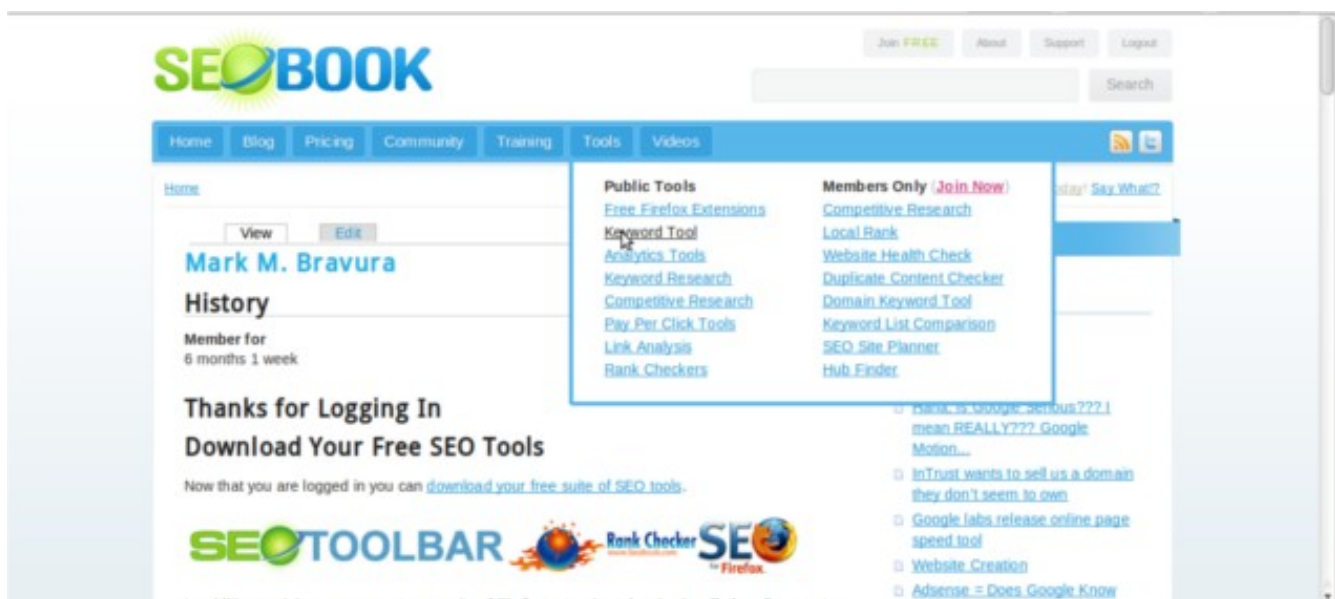 SEOBOOK
Join FREE About Support Logout
Search
Home Blog Pricing Community Training Tools Videos
Home
Say What!?
View Edit
Mark M. Bravura
History
Member for
6 months 1 week
Thanks for Logging In
Download Your Free SEO Tools
Now that you are logged in you can download your free suite of SEO tools.
SEOTOOLBAR
Rank Checker
SEO
for Firefox
Public Tools
Free Firefox Extensions
Keyword Tool
Analytics Tools
Keyword Research
Competitive Research
Pay Per Click Tools
Link Analysis
Rank Checkers
Members Only (Join Now)
Competitive Research
Local Rank
Website Health Check
Duplicate Content Checker
Domain Keyword Tool
Keyword List Comparison
SEO Site Planner
Hub Finder
is Google Serious??? I
mean REALLY??? Google
Motion...
InTrust wants to sell us a domain
they don't seem to own
Google labs release online page
speed tool
Website Creation
Adsense = Does Google Know